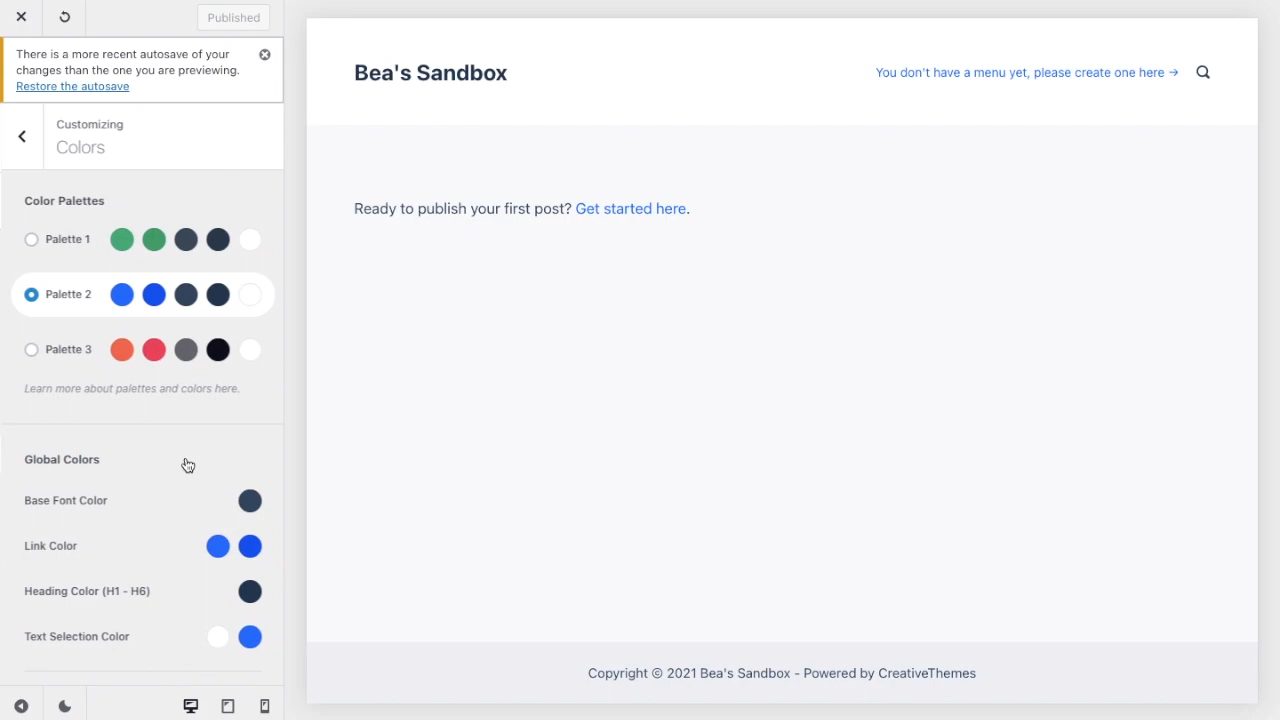 Published
There is a more recent autosave of your
changes than the one you are previewing.
Restore the autosave
Customizing
Colors
Color Palettes
Palette 1
Palette 2
Palette 3
Learn more about palettes and colors here.
Global Colors
Base Font Color
Link Color
Heading Color (H1 - H6)
Text Selection Color
Bea's Sandbox
You don't have a menu yet, please create one here →
Ready to publish your first post? Get started here.
Copyright © 2021 Bea's Sandbox - Powered by CreativeThemes